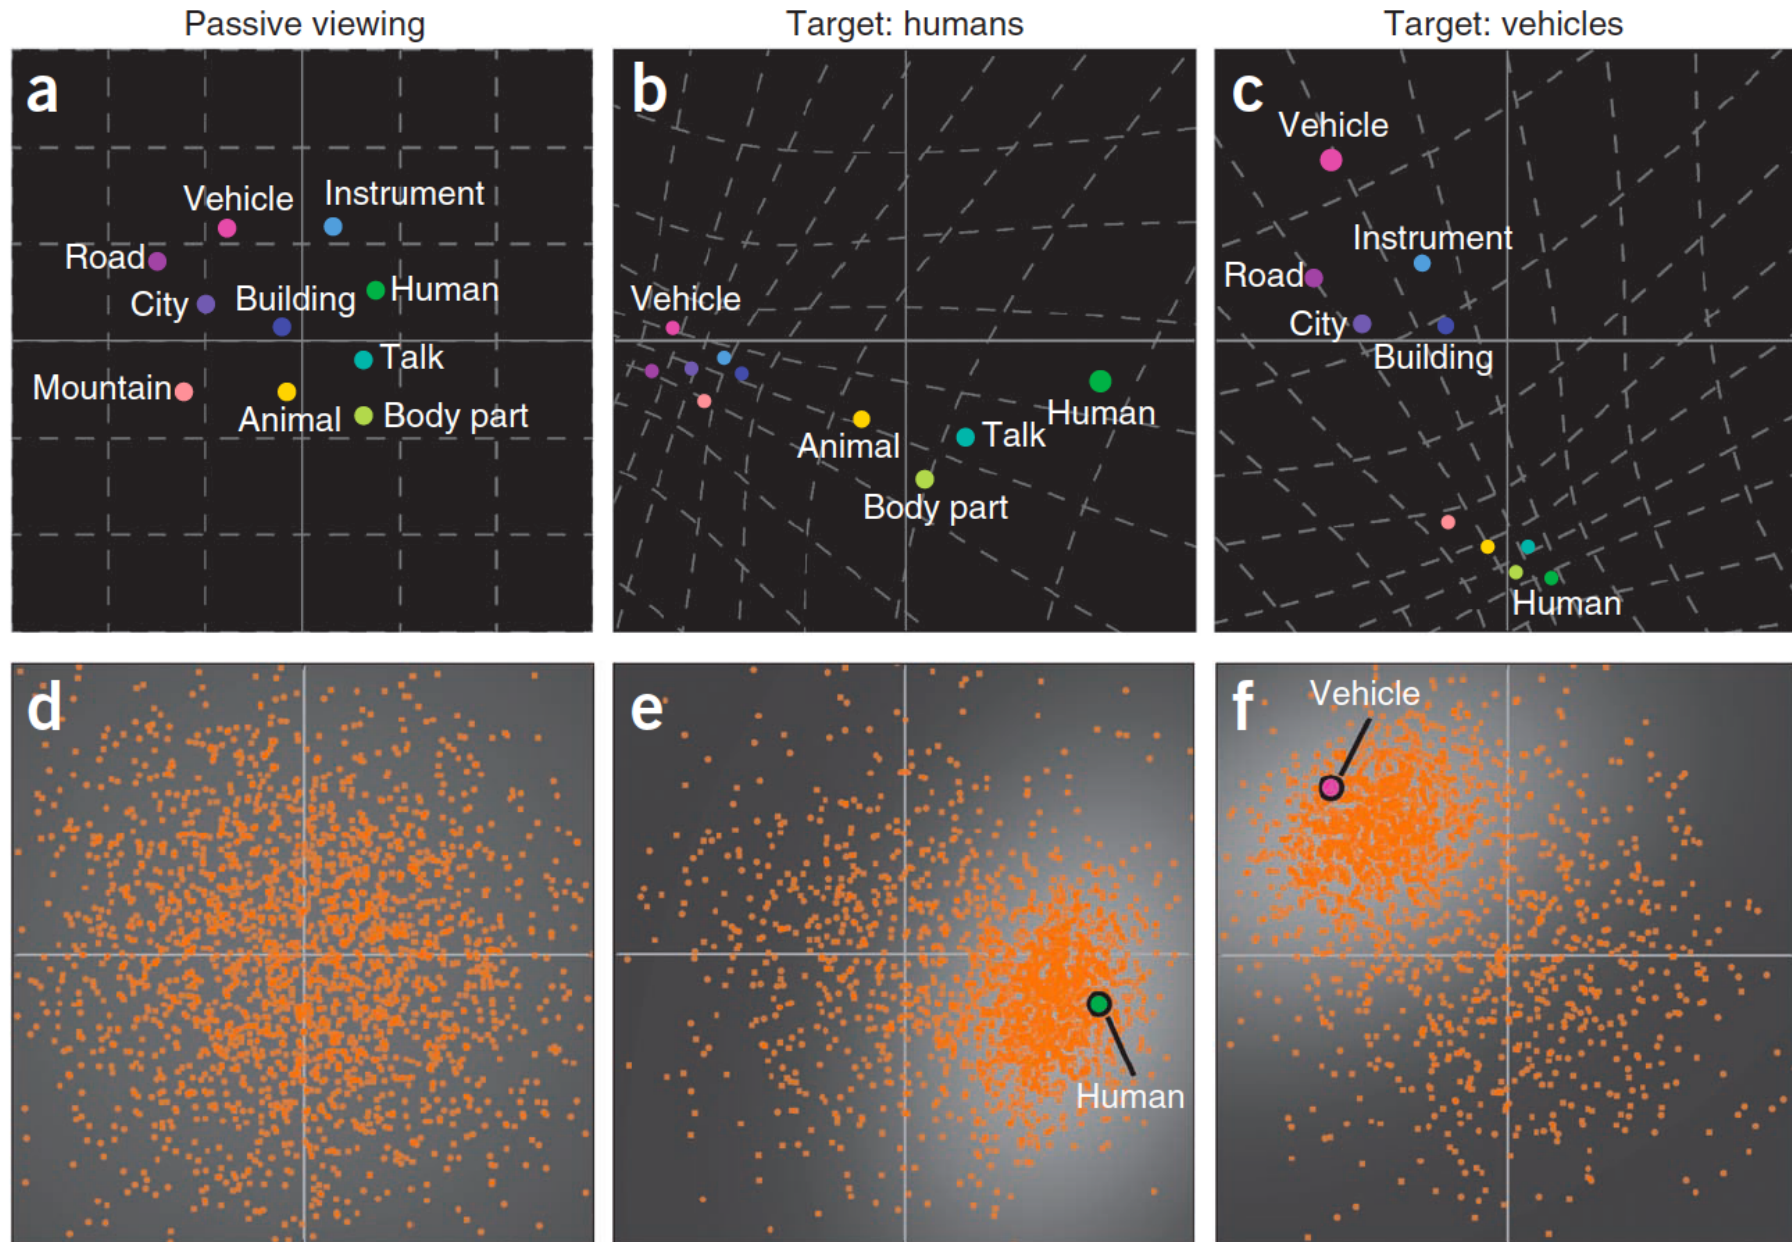 Passive viewing
Target: humans
Target: vehicles
a
Vehicle
Instrument
Road
City
Building
Human
Talk
Mountain
Animal
Body part
b
Vehicle
Human
Talk
Animal
Body part
c
Vehicle
Instrument
Road
City
Building
Human
d
e
Human
f
Vehicle